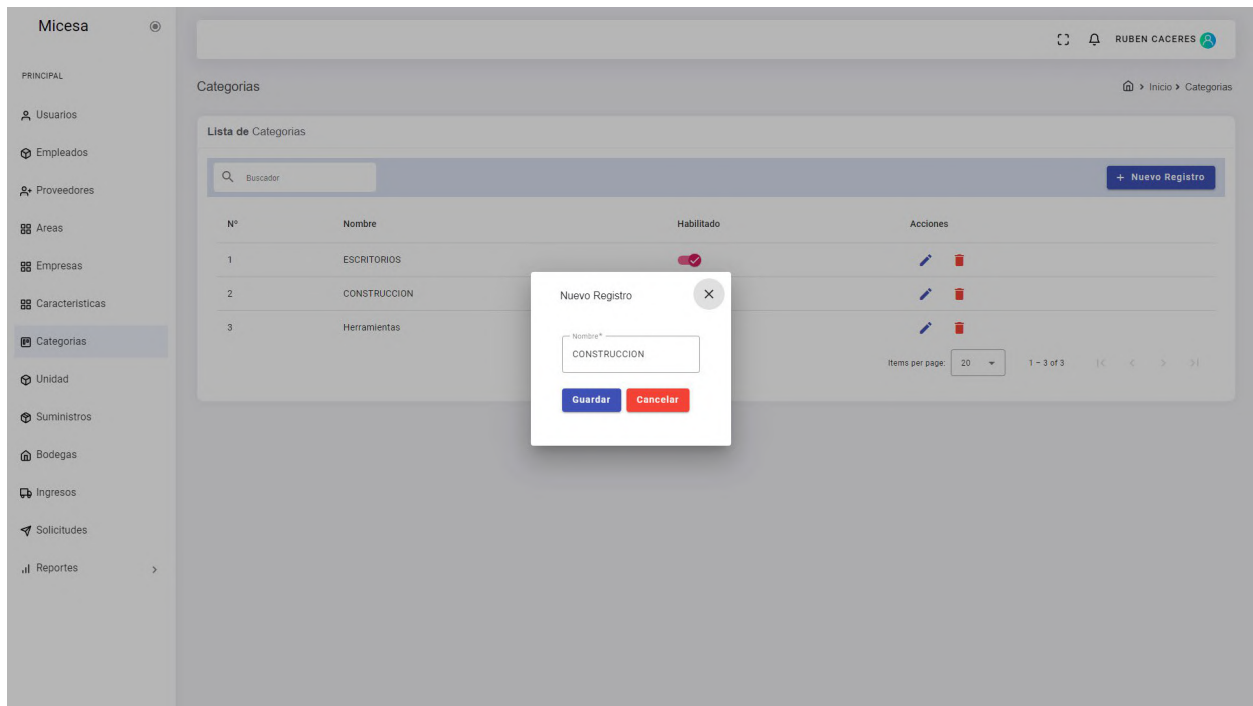 Micesa
RUBEN CACERES
PRINCIPAL
Categorias
Inicio > Categorias
Usuarios
Lista de Categorias
Empleados
Buscador
+ Nuevo Registro
Proveedores
Nº Nombre Habilitado Acciones
Areas
1 ESCRITORIOS
Empresas
2 CONSTRUCCION
Caracteristicas
3 Herramientas
Categorias
Items per page: 20 1 – 3 of 3
Unidad
Suministros
Bodegas
Ingresos
Solicitudes
Reportes
Nuevo Registro
Nombre*
CONSTRUCCION
Guardar Cancelar